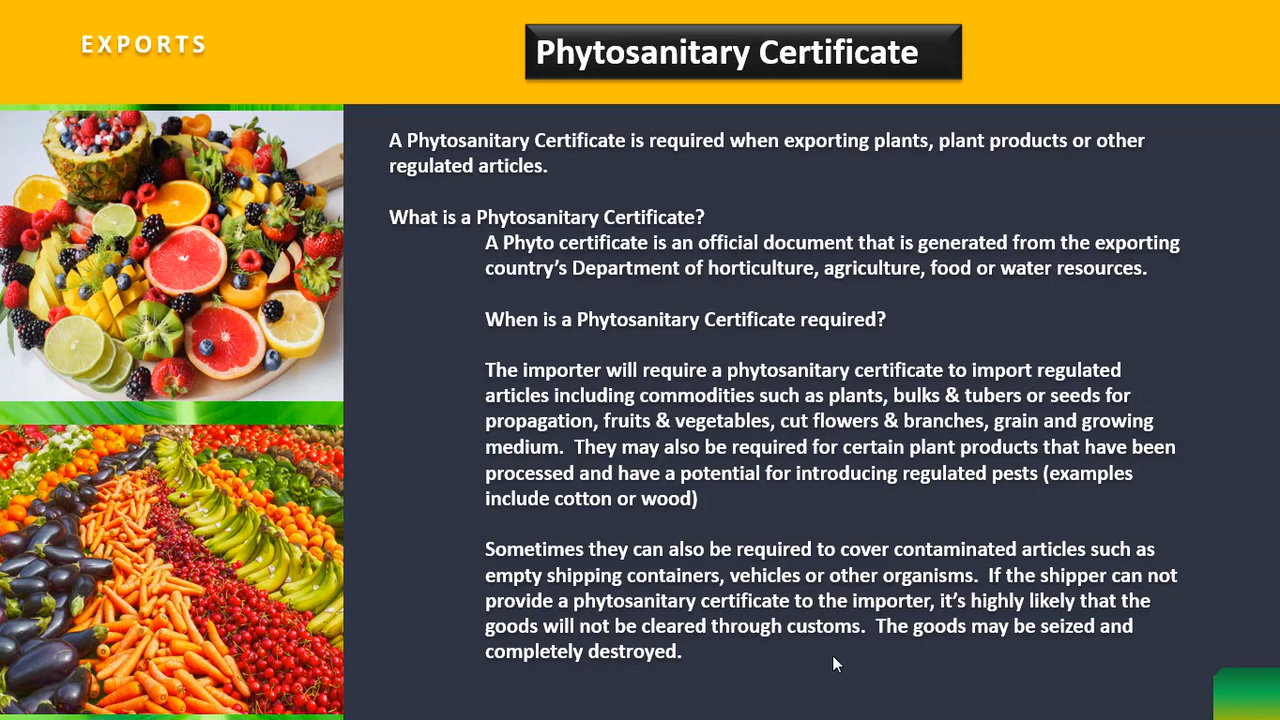 EXPORTS
Phytosanitary Certificate
A Phytosanitary Certificate is required when exporting plants, plant products or other
regulated articles.
What is a Phytosanitary Certificate?
A Phyto certificate is an official document that is generated from the exporting
country’s Department of horticulture, agriculture, food or water resources.
When is a Phytosanitary Certificate required?
The importer will require a phytosanitary certificate to import regulated
articles including commodities such as plants, bulks & tubers or seeds for
propagation, fruits & vegetables, cut flowers & branches, grain and growing
medium.  They may also be required for certain plant products that have been
processed and have a potential for introducing regulated pests (examples
include cotton or wood)
Sometimes they can also be required to cover contaminated articles such as
empty shipping containers, vehicles or other organisms.  If the shipper can not
provide a phytosanitary certificate to the importer, it’s highly likely that the
goods will not be cleared through customs.  The goods may be seized and
completely destroyed.